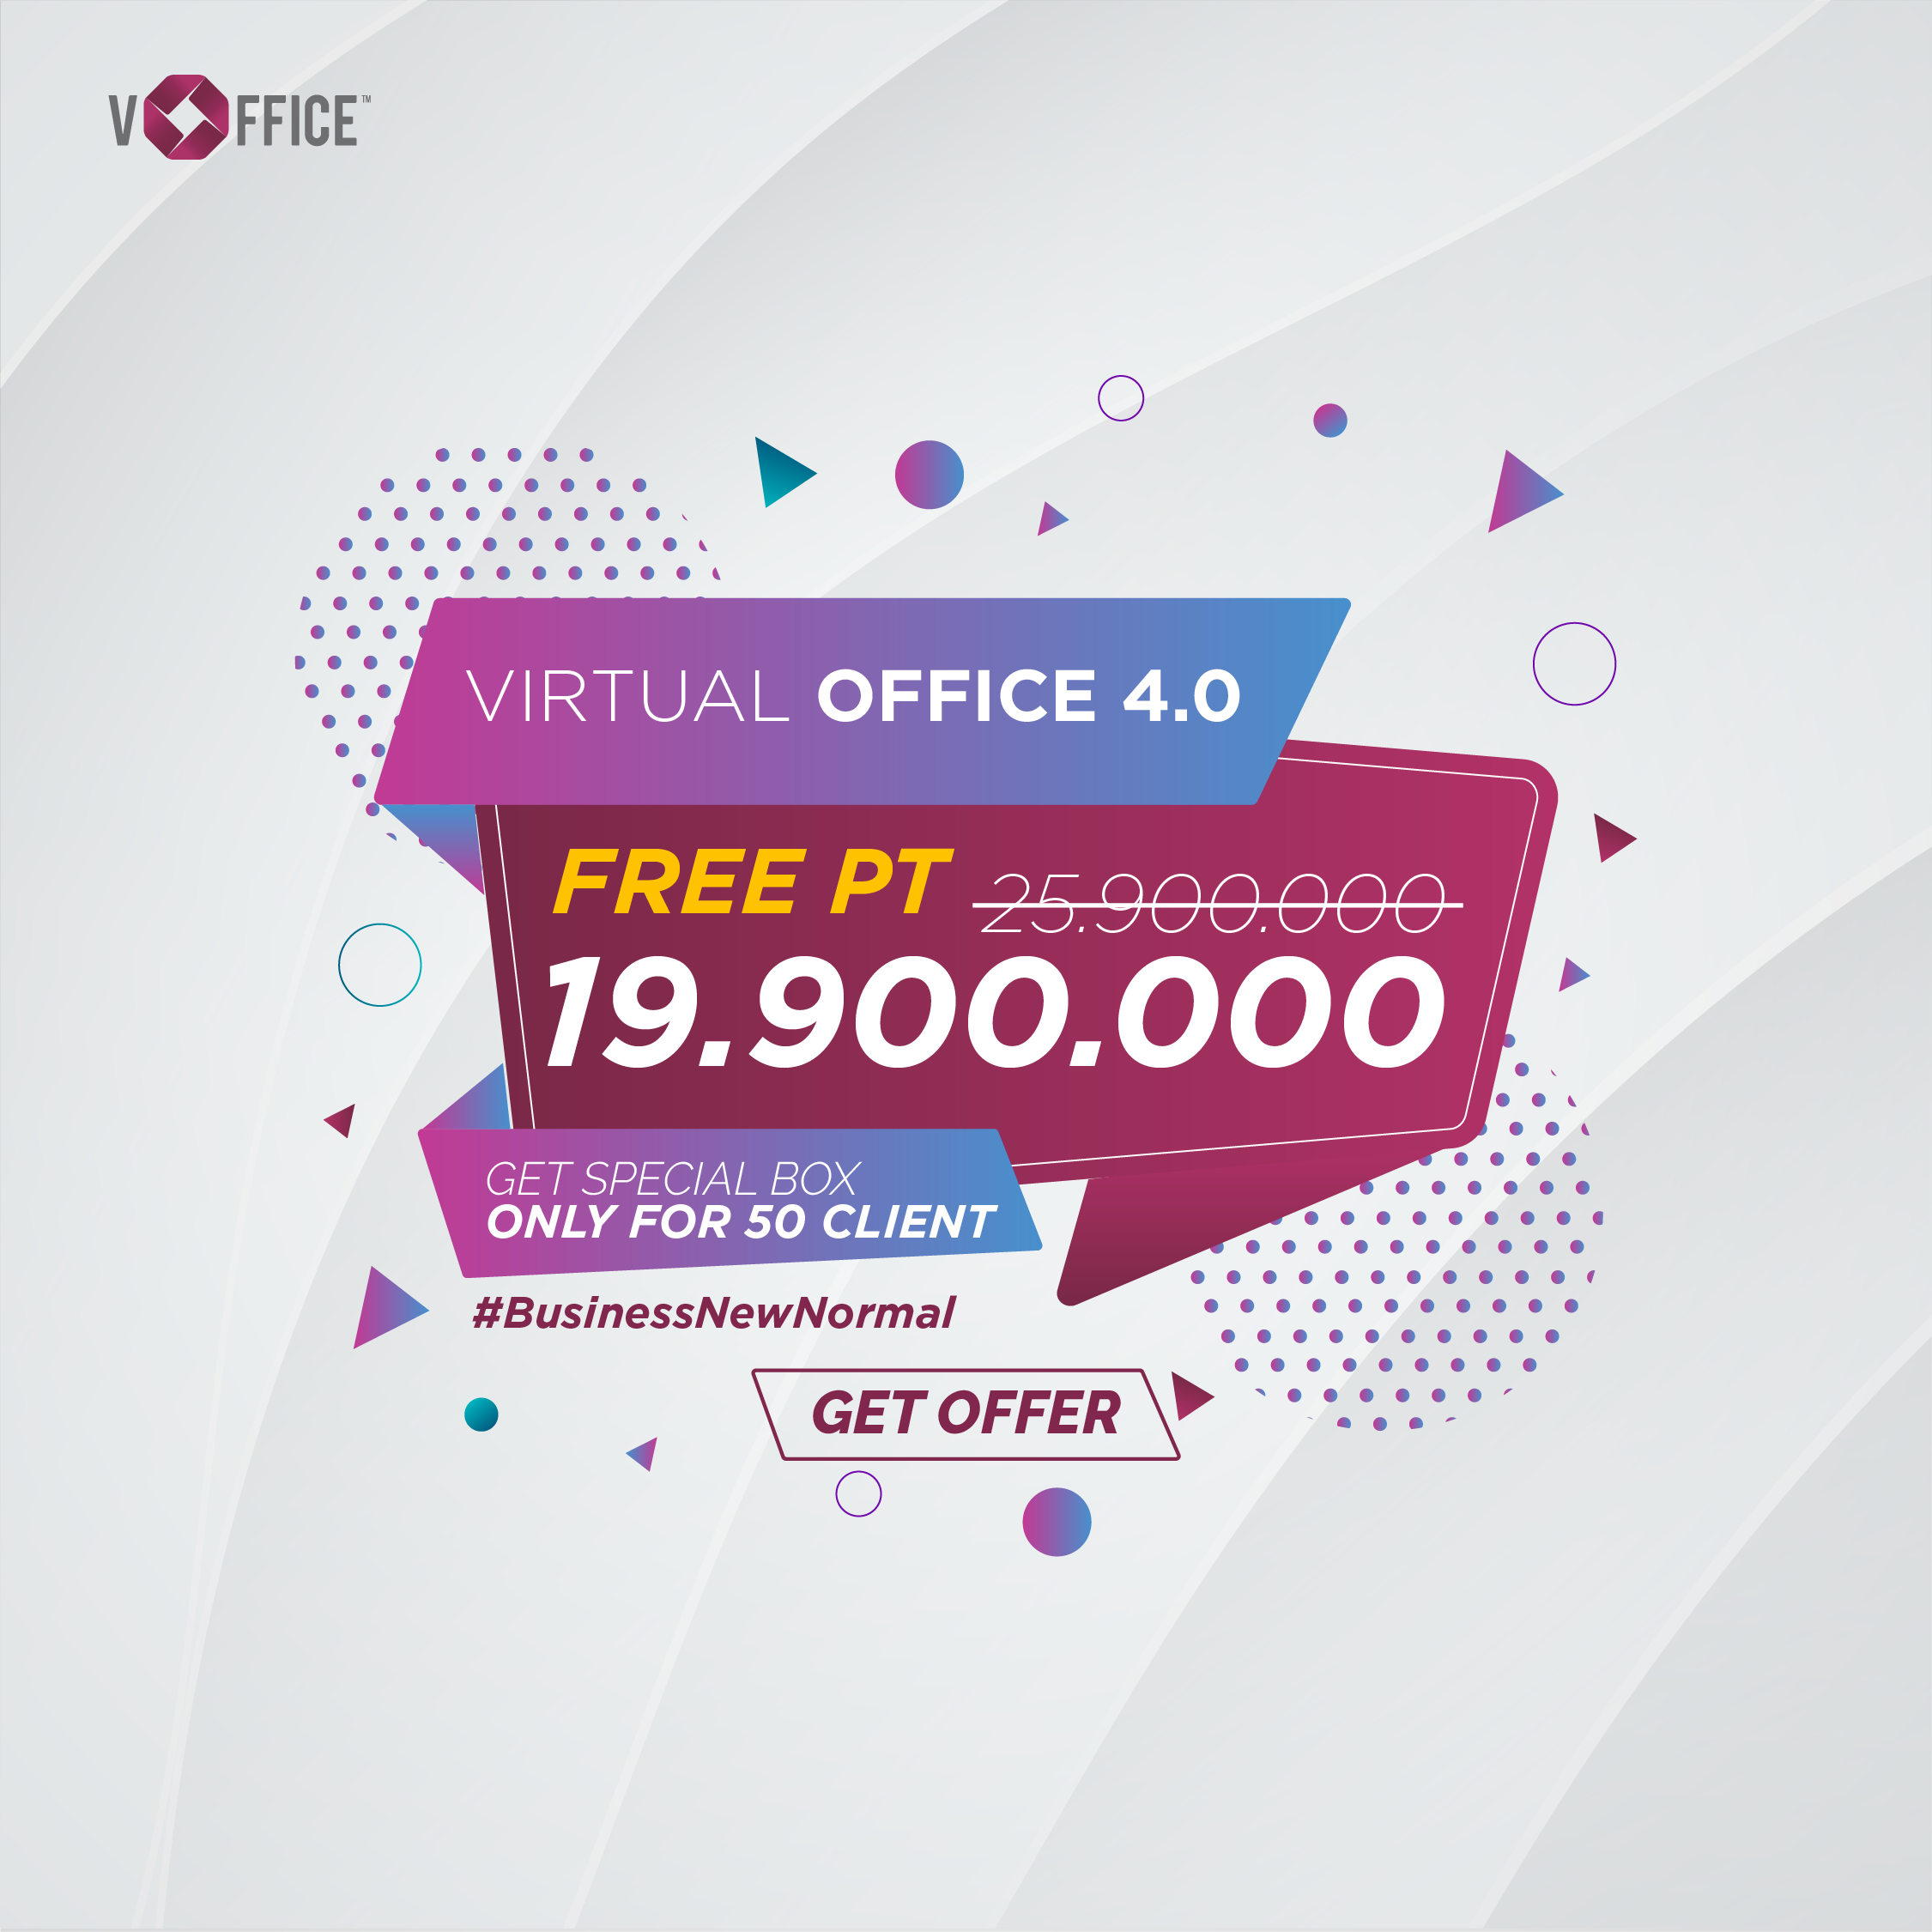 VOFFICE™
VIRTUAL OFFICE 4.0
FREE PT 25.900.000
19.900.000
GET SPECIAL BOX
ONLY FOR 50 CLIENT
#BusinessNewNormal
GET OFFER